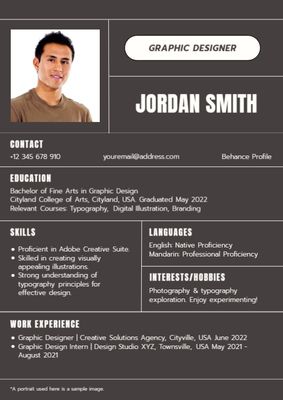 GRAPHIC DESIGNER
JORDAN SMITH
CONTACT
+12 345 678 910
youremail@address.com
Behance Profile
EDUCATION
Bachelor of Fine Arts in Graphic Design
Cityland College of Arts, Cityland, USA. Graduated May 2022
Relevant Courses: Typography, Digital Illustration, Branding
SKILLS
• Proficient in Adobe Creative Suite.
• Skilled in creating visually
appealing illustrations.
• Strong understanding of
typography principles for
effective design.
LANGUAGES
English: Native Proficiency
Mandarin: Professional Proficiency
INTERESTS/HOBBIES
Photography & typography
exploration. Enjoy experimenting!
WORK EXPERIENCE
• Graphic Designer | Creative Solutions Agency, Cityville, USA June 2022
• Graphic Design Intern | Design Studio XYZ, Townsville, USA May 2021 -
August 2021
*A portrait used here is a sample image.